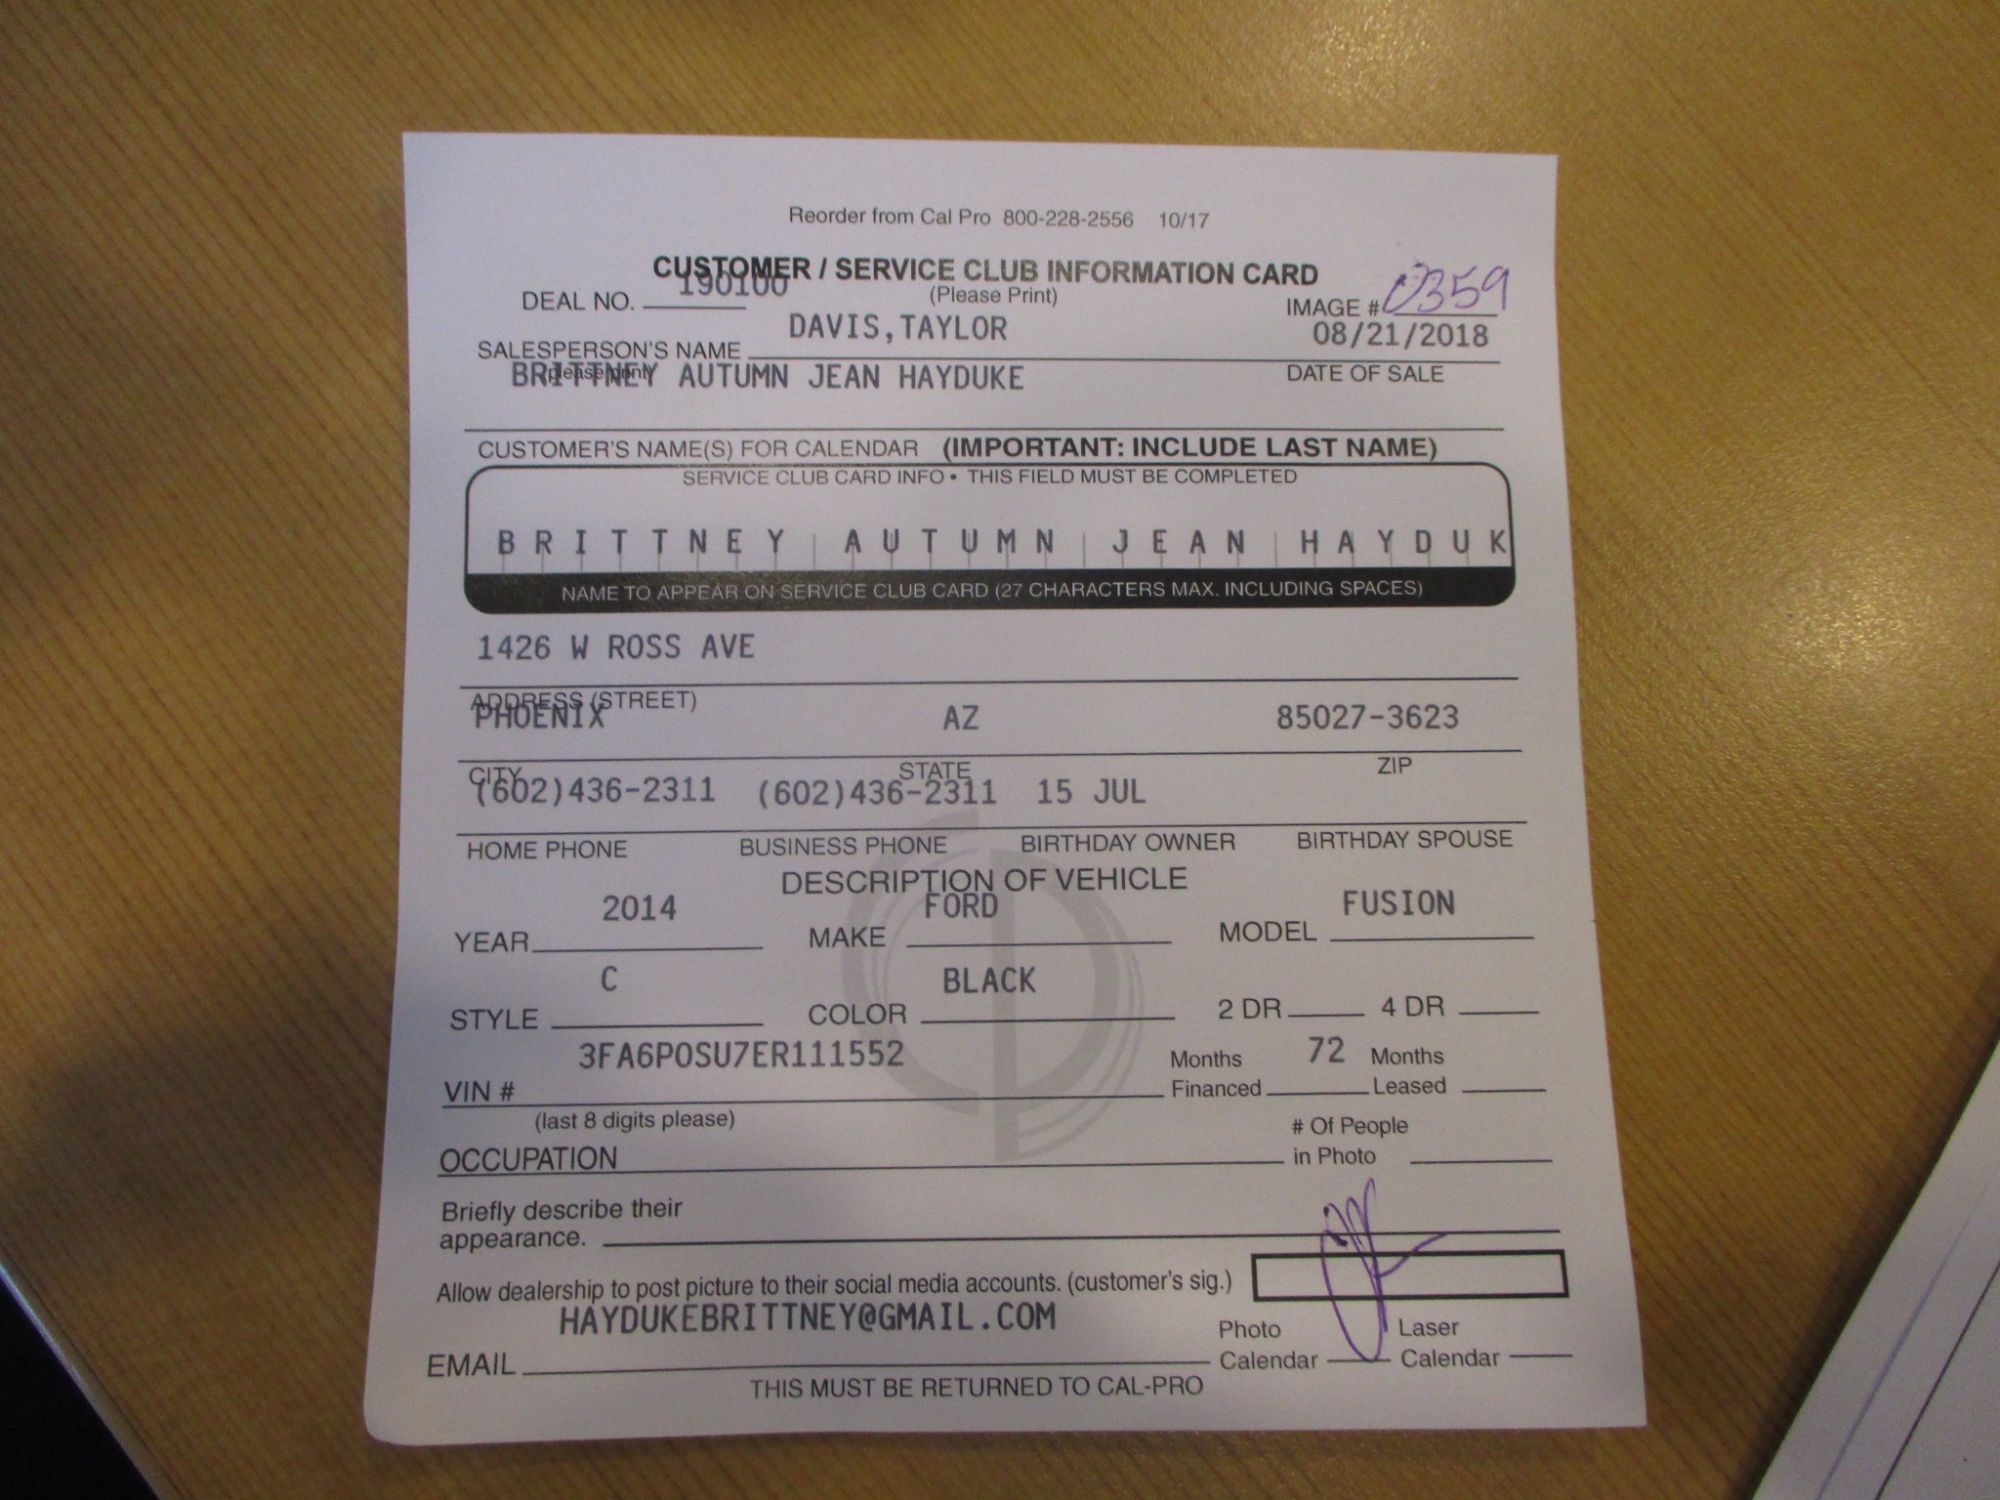 Reorder from Cal Pro 800-228-2556 10/17
CUSTOMER / SERVICE CLUB INFORMATION CARD
DEAL NO. 190100 (Please Print) IMAGE # 0359
SALESPERSON'S NAME DAVIS,TAYLOR 08/21/2018
(please print) DATE OF SALE
BRITTNEY AUTUMN JEAN HAYDUKE
CUSTOMER'S NAME(S) FOR CALENDAR (IMPORTANT: INCLUDE LAST NAME)
SERVICE CLUB CARD INFO • THIS FIELD MUST BE COMPLETED
BRITTNEY AUTUMN JEAN HAYDUK
NAME TO APPEAR ON SERVICE CLUB CARD (27 CHARACTERS MAX. INCLUDING SPACES)
1426 W ROSS AVE
ADDRESS (STREET)
PHOENIX AZ 85027-3623
CITY STATE ZIP
(602)436-2311 (602)436-2311 15 JUL
HOME PHONE BUSINESS PHONE BIRTHDAY OWNER BIRTHDAY SPOUSE
DESCRIPTION OF VEHICLE
YEAR 2014 MAKE FORD MODEL FUSION
STYLE C COLOR BLACK 2 DR 4 DR
VIN # 3FA6P0SU7ER111552 Months Financed 72 Months Leased
(last 8 digits please)
OCCUPATION # Of People in Photo
Briefly describe their
appearance.
Allow dealership to post picture to their social media accounts. (customer's sig.)
EMAIL HAYDUKEBRITTNEY@GMAIL.COM Photo Calendar Laser Calendar
THIS MUST BE RETURNED TO CAL-PRO